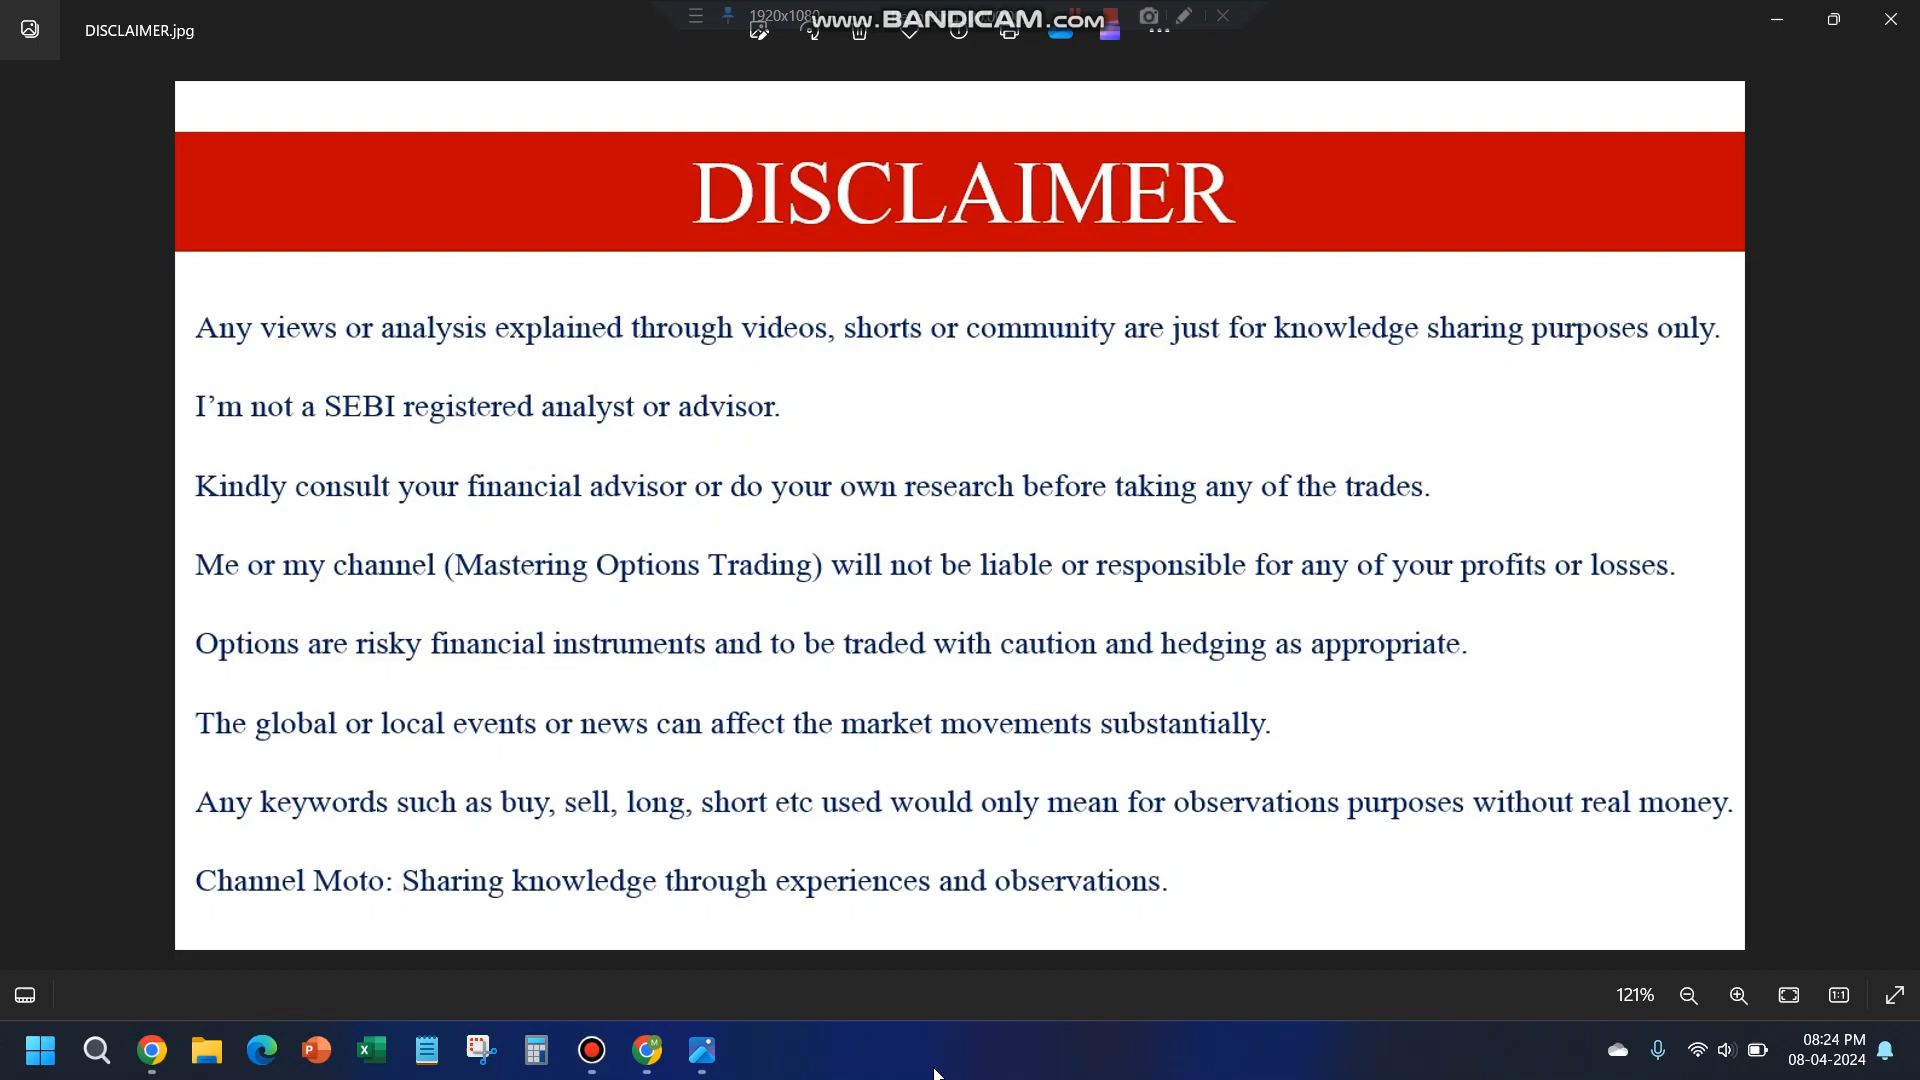 DISCLAIMER.jpg
1920x1080
www.BANDICAM.com
DISCLAIMER
Any views or analysis explained through videos, shorts or community are just for knowledge sharing purposes only.
I’m not a SEBI registered analyst or advisor.
Kindly consult your financial advisor or do your own research before taking any of the trades.
Me or my channel (Mastering Options Trading) will not be liable or responsible for any of your profits or losses.
Options are risky financial instruments and to be traded with caution and hedging as appropriate.
The global or local events or news can affect the market movements substantially.
Any keywords such as buy, sell, long, short etc used would only mean for observations purposes without real money.
Channel Moto: Sharing knowledge through experiences and observations.
121%
08:24 PM
08-04-2024